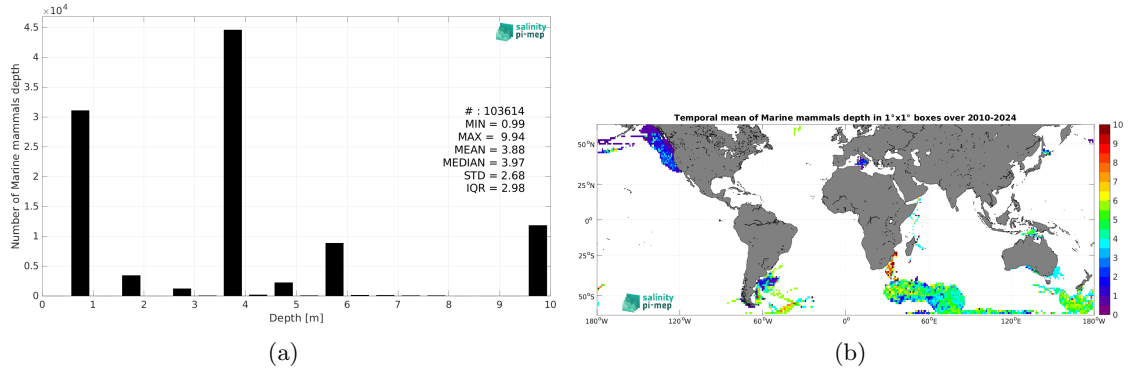 ×10⁴
4.5
4
3.5
3
2.5
2
1.5
1
0.5
0
Number of Marine mammals depth
salinity
pi-mep
# : 103614
MIN = 0.99
MAX = 9.94
MEAN = 3.88
MEDIAN = 3.97
STD = 2.68
IQR = 2.98
0 1 2 3 4 5 6 7 8 9 10
Depth [m]
(a)
Temporal mean of Marine mammals depth in 1°x1° boxes over 2010-2024
50°N
25°N
0°
25°S
50°S
salinity
pi-mep
180°W 120°W 60°W 0° 60°E 120°E 180°W
10
9
8
7
6
5
4
3
2
1
0
(b)